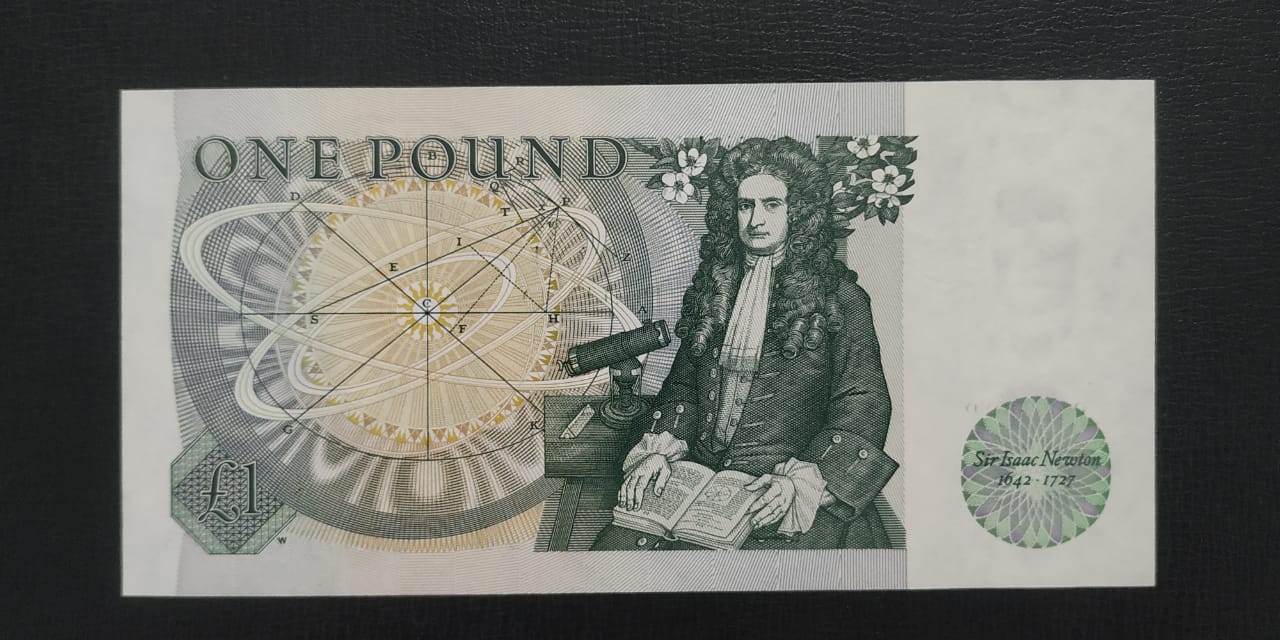 ONE POUND
B
R
D
Q
P
T
I
Z
E
C
S
F
H
G
K
£1
W
Sir Isaac Newton
1642 · 1727